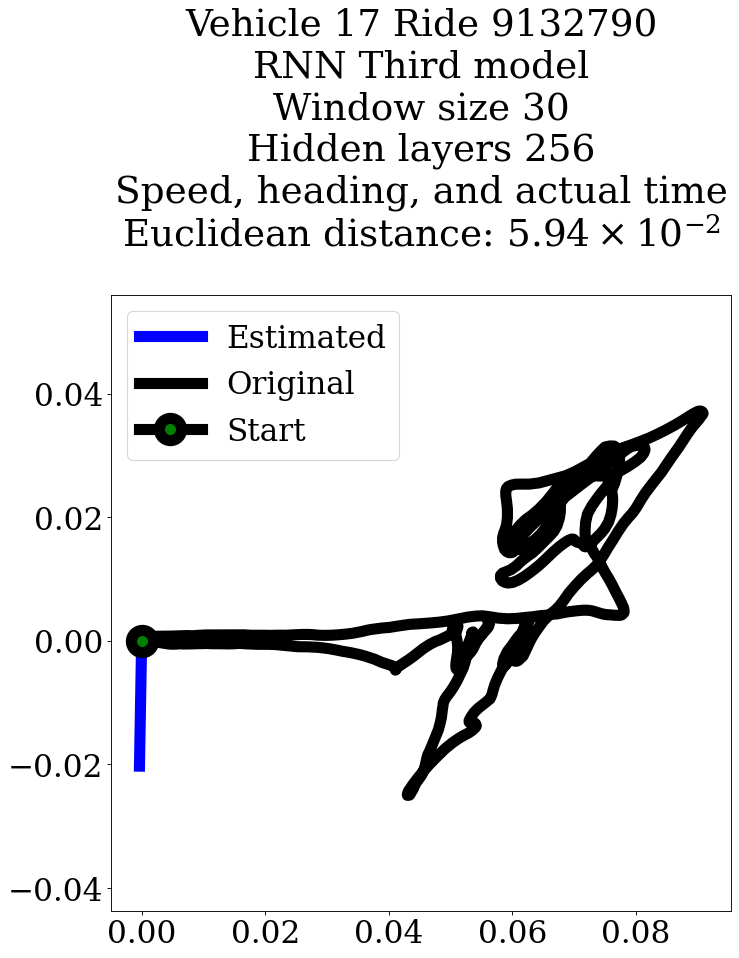 Vehicle 17 Ride 9132790
RNN Third model
Window size 30
Hidden layers 256
Speed, heading, and actual time
Euclidean distance: 5.94 × 10⁻²
Estimated
Original
Start
0.04
0.02
0.00
−0.02
−0.04
0.00 0.02 0.04 0.06 0.08